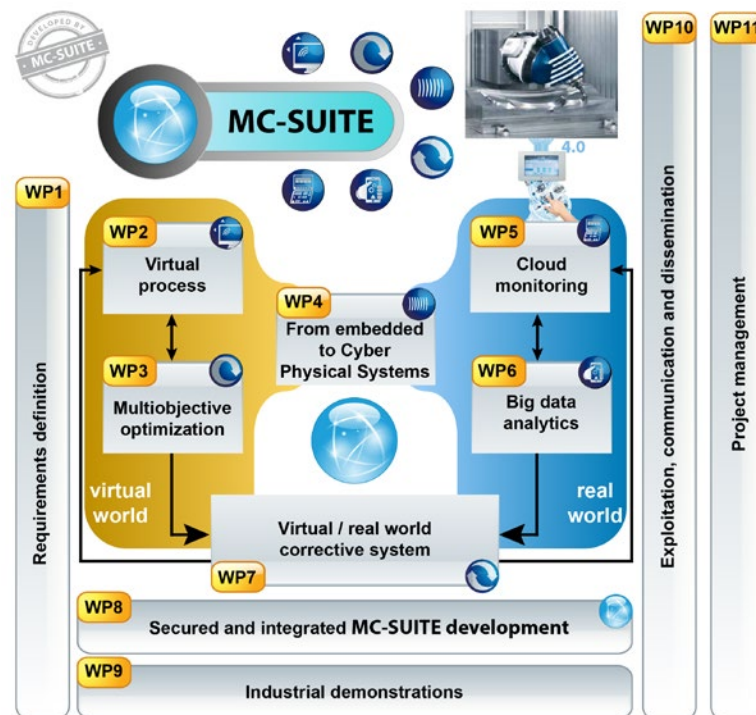 DEVELOPED BY
MC-SUITE
MC-SUITE
4.0
WP10
WP11
WP1
WP2
Virtual
process
WP5
Cloud
monitoring
WP4
From embedded
to Cyber
Physical Systems
WP3
Multiobjective
optimization
WP6
Big data
analytics
virtual
world
real
world
Virtual / real world
corrective system
WP7
WP8
Secured and integrated MC-SUITE development
WP9
Industrial demonstrations
Requirements definition
Exploitation, communication and dissemination
Project management